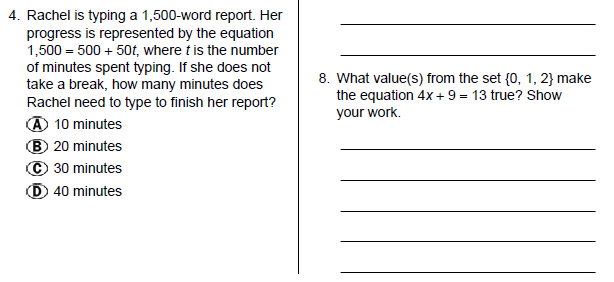 4. Rachel is typing a 1,500-word report. Her
progress is represented by the equation
1,500 = 500 + 50t, where t is the number
of minutes spent typing. If she does not
take a break, how many minutes does
Rachel need to type to finish her report?
Ⓐ 10 minutes
Ⓑ 20 minutes
Ⓒ 30 minutes
Ⓓ 40 minutes
8. What value(s) from the set {0, 1, 2} make
the equation 4x + 9 = 13 true? Show
your work.